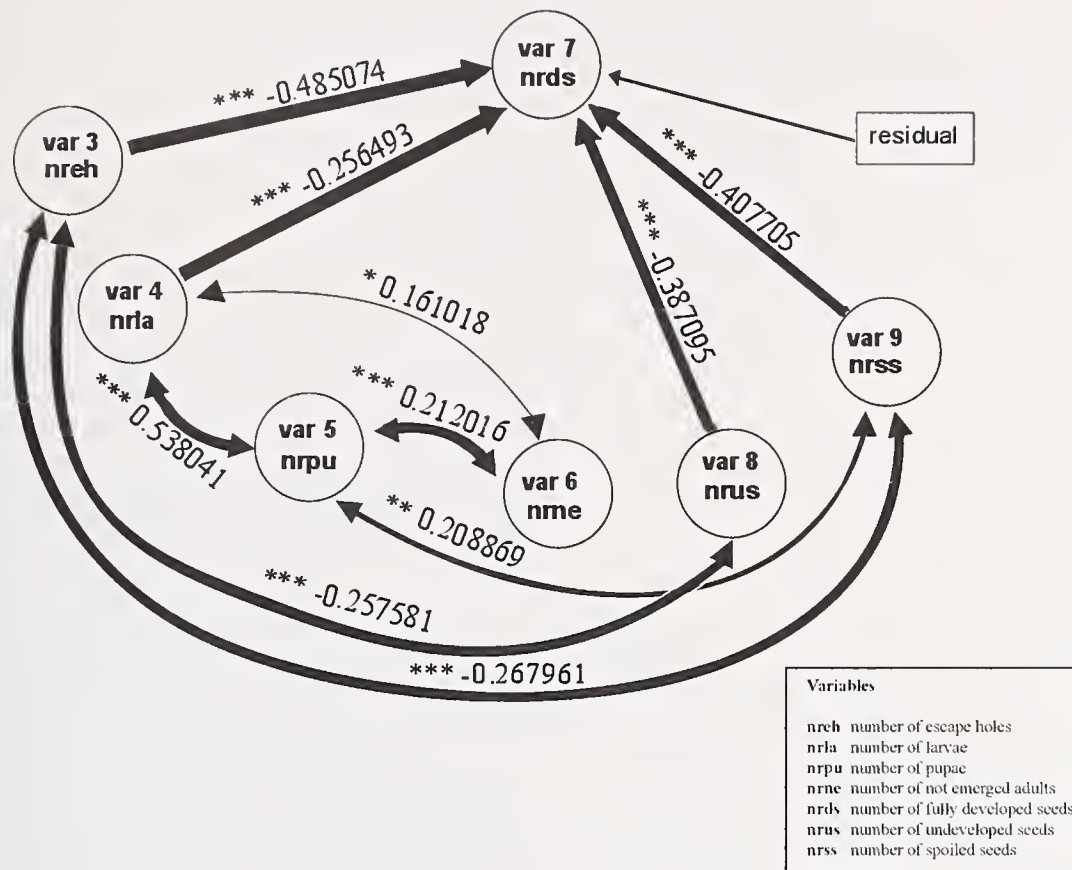 var 7
nrds
*** -0.485074
var 3
nreh
residual
*** -0.256493
*** -0.407705
*** -0.387095
var 4
nrla
* 0.161018
var 9
nrss
*** 0.212016
*** 0.538041
var 5
nrpu
var 6
nrne
var 8
nrus
** 0.208869
*** -0.257581
*** -0.267961
Variables
nreh number of escape holes
nrla number of larvae
nrpu number of pupae
nrne number of not emerged adults
nrds number of fully developed seeds
nrus number of undeveloped seeds
nrss number of spoiled seeds